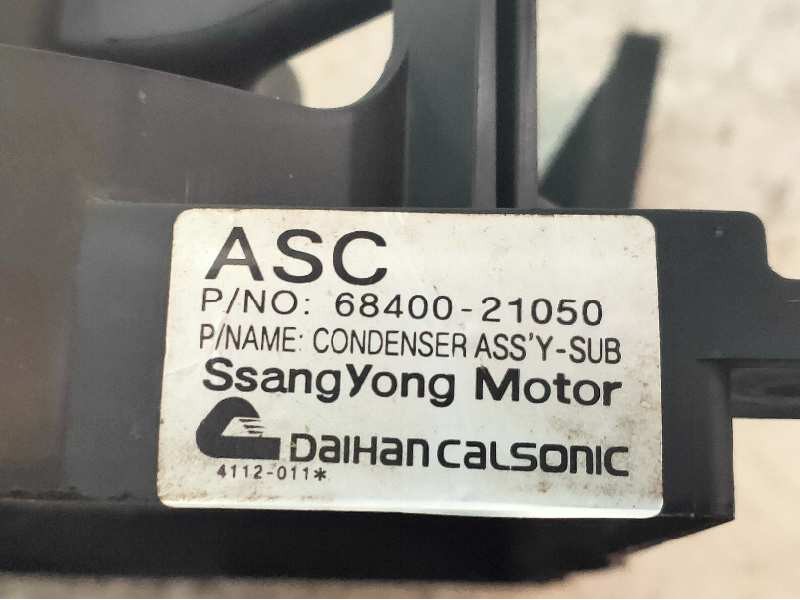 ASC
P/NO: 68400-21050
P/NAME: CONDENSER ASS'Y-SUB
SsangYong Motor
DAIHAN CALSONIC
4112-011*